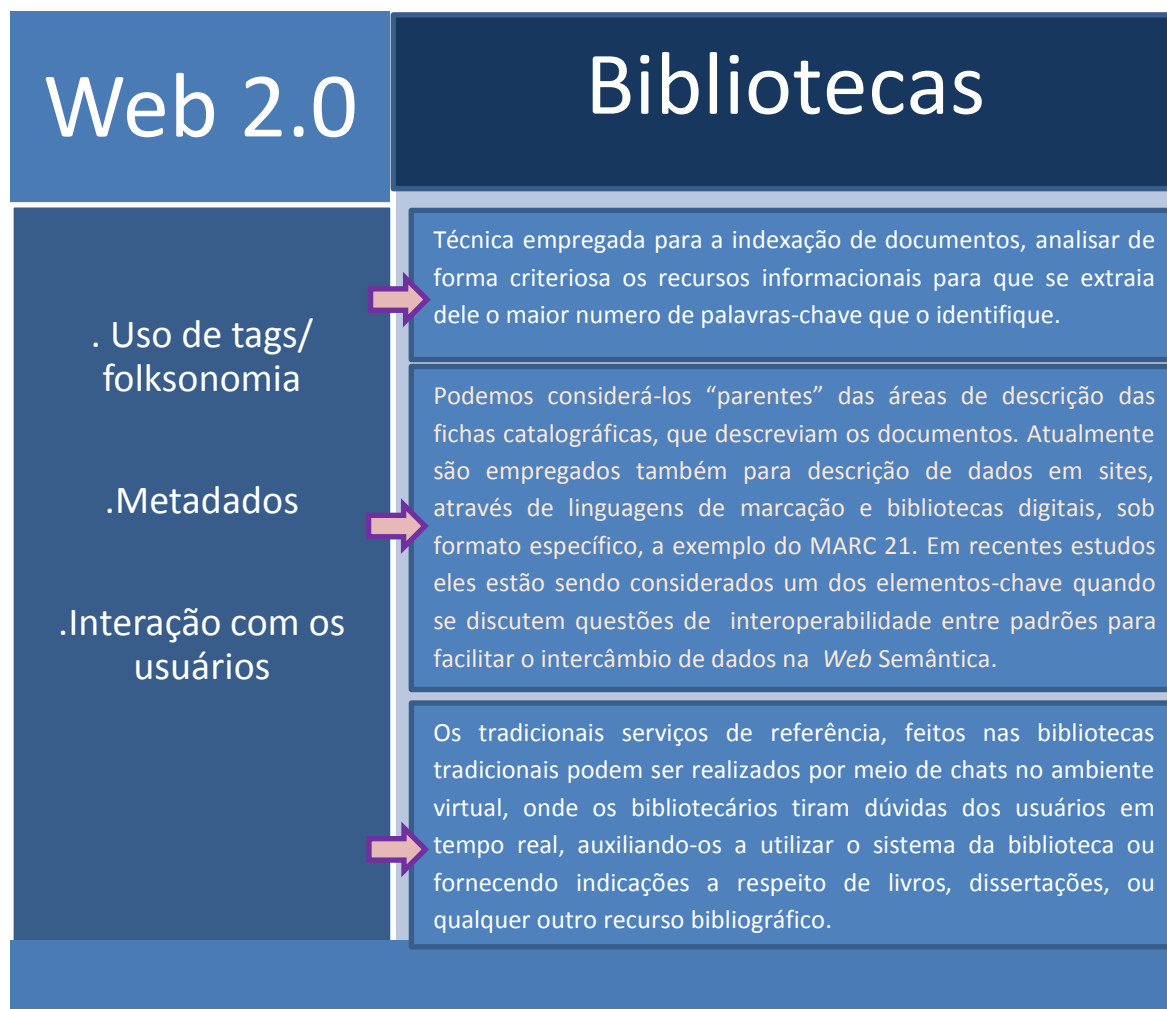 Web 2.0
Bibliotecas
. Uso de tags/
folksonomia
.Metadados
.Interação com os
usuários
Técnica empregada para a indexação de documentos, analisar de
forma criteriosa os recursos informacionais para que se extraia
dele o maior numero de palavras-chave que o identifique.
Podemos considerá-los “parentes” das áreas de descrição das
fichas catalográficas, que descreviam os documentos. Atualmente
são empregados também para descrição de dados em sites,
através de linguagens de marcação e bibliotecas digitais, sob
formato específico, a exemplo do MARC 21. Em recentes estudos
eles estão sendo considerados um dos elementos-chave quando
se discutem questões de interoperabilidade entre padrões para
facilitar o intercâmbio de dados na Web Semântica.
Os tradicionais serviços de referência, feitos nas bibliotecas
tradicionais podem ser realizados por meio de chats no ambiente
virtual, onde os bibliotecários tiram dúvidas dos usuários em
tempo real, auxiliando-os a utilizar o sistema da biblioteca ou
fornecendo indicações a respeito de livros, dissertações, ou
qualquer outro recurso bibliográfico.